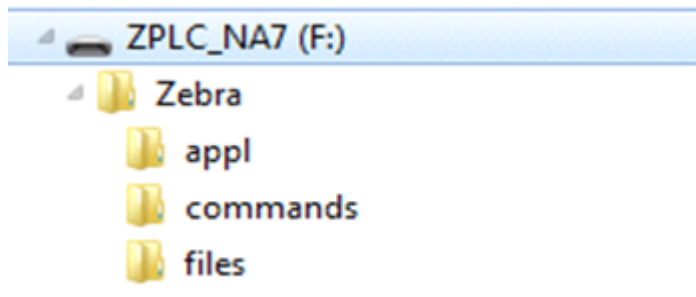 ZPLC_NA7 (F:)
Zebra
appl
commands
files